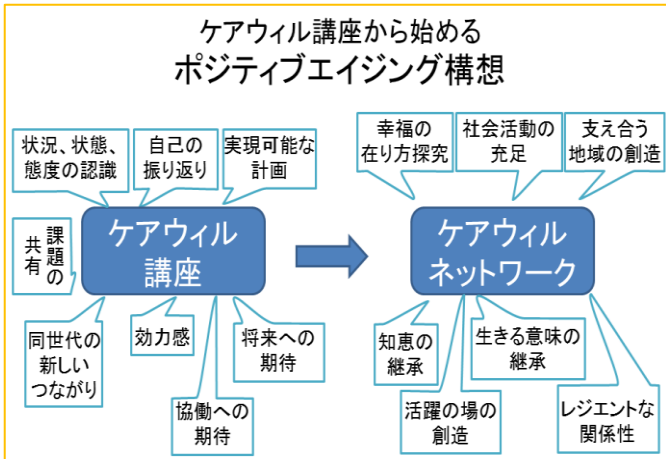 ケアウィル講座から始める
ポジティブエイジング構想
状況、状態、
態度の認識
自己の
振り返り
実現可能な
計画
課題の
共有
ケアウィル
講座
同世代の
新しい
つながり
効力感
協働への
期待
将来への
期待
幸福の
在り方探究
社会活動の
充足
支え合う
地域の創造
ケアウィル
ネットワーク
知恵の
継承
活躍の場の
創造
生きる意味の
継承
レジエントな
関係性